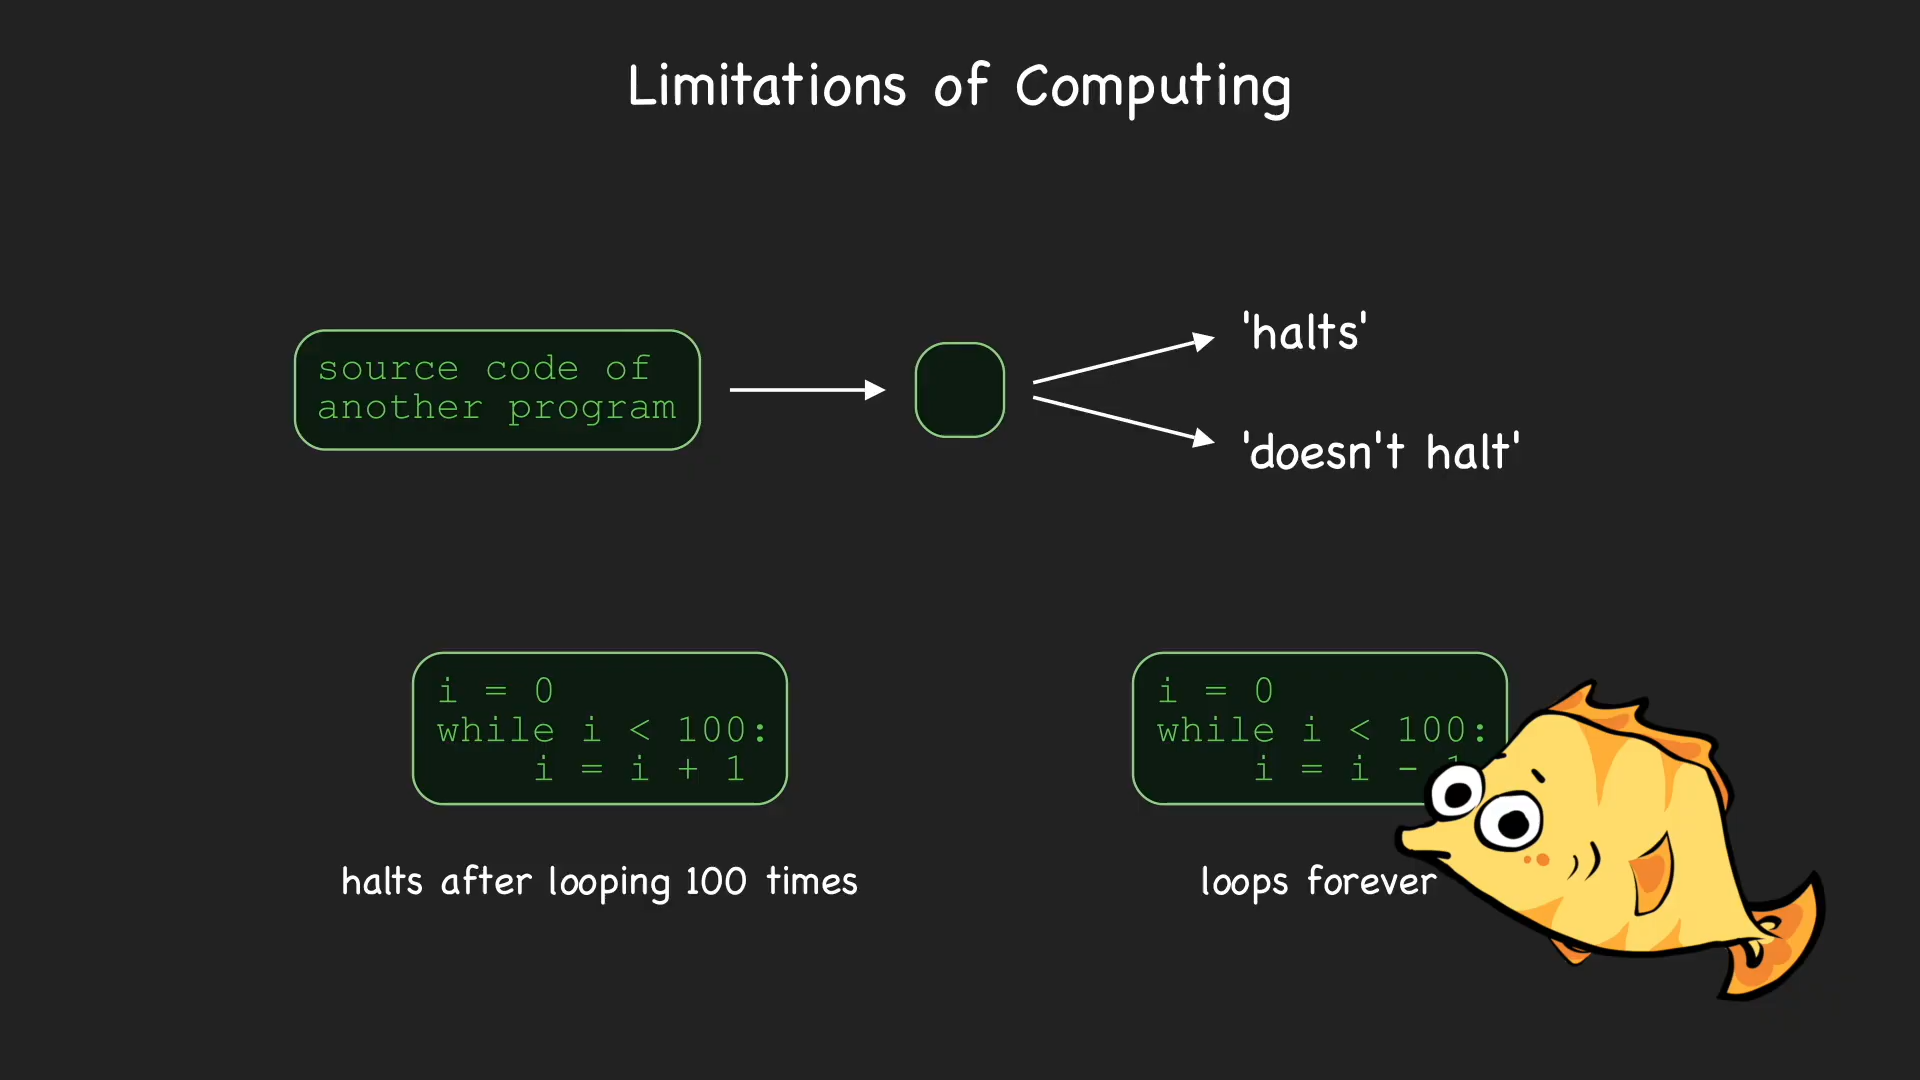 Limitations of Computing
source code of
another program
'halts'
'doesn't halt'
i = 0
while i < 100:
    i = i + 1
halts after looping 100 times
i = 0
while i < 100:
    i = i -
loops forever